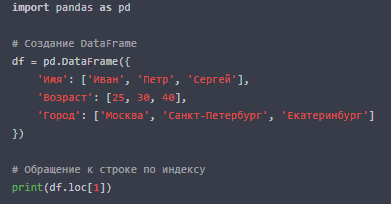 import pandas as pd
# Создание DataFrame
df = pd.DataFrame({
    'Имя': ['Иван', 'Петр', 'Сергей'],
    'Возраст': [25, 30, 40],
    'Город': ['Москва', 'Санкт-Петербург', 'Екатеринбург']
})
# Обращение к строке по индексу
print(df.loc[1])